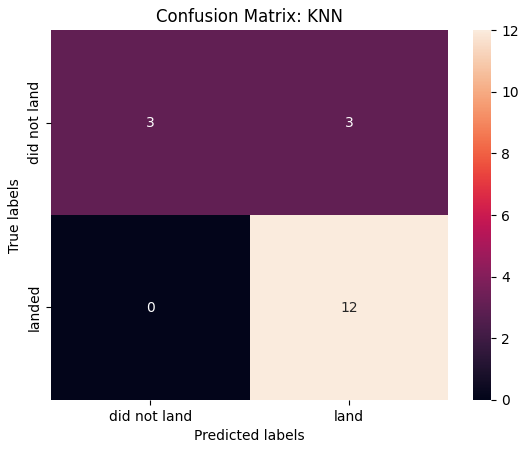 Confusion Matrix: KNN
True labels
did not land
landed
3
3
0
12
did not land
land
Predicted labels
12
10
8
6
4
2
0